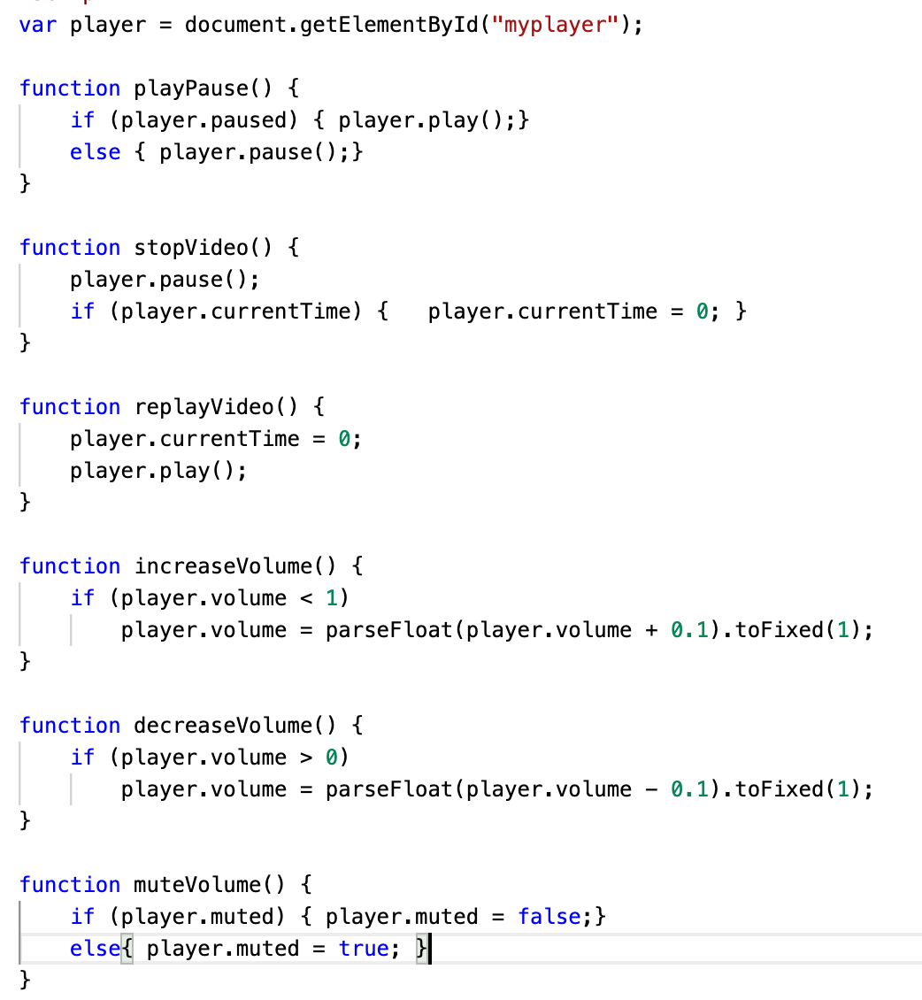 var player = document.getElementById("myplayer");
function playPause() {
if (player.paused) { player.play();}
else { player.pause();}
}
function stopVideo() {
player.pause();
if (player.currentTime) {   player.currentTime = 0; }
}
function replayVideo() {
player.currentTime = 0;
player.play();
}
function increaseVolume() {
if (player.volume < 1)
player.volume = parseFloat(player.volume + 0.1).toFixed(1);
}
function decreaseVolume() {
if (player.volume > 0)
player.volume = parseFloat(player.volume - 0.1).toFixed(1);
}
function muteVolume() {
if (player.muted) { player.muted = false;}
else{ player.muted = true; }
}